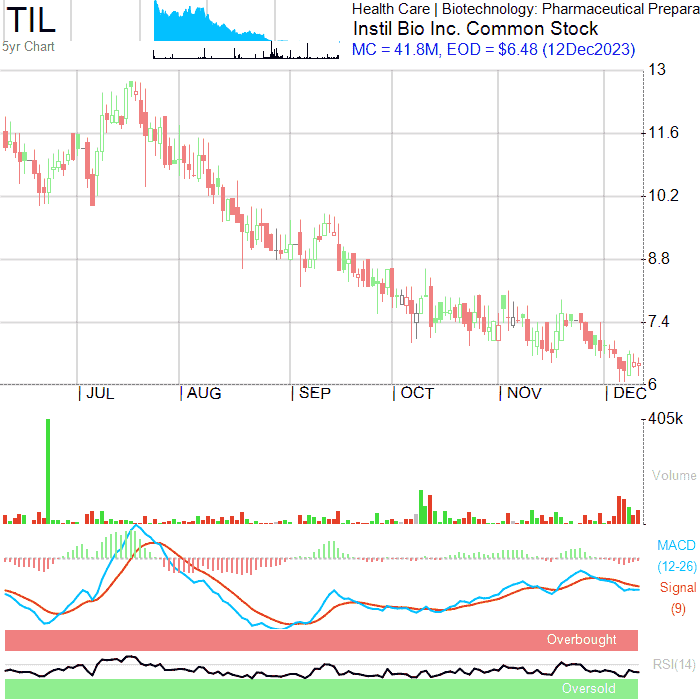 TIL
5yr Chart
Health Care | Biotechnology: Pharmaceutical Prepara
Instil Bio Inc. Common Stock
MC = 41.8M, EOD = $6.48 (12Dec2023)
13
11.6
10.2
8.8
7.4
6
JUL AUG SEP OCT NOV DEC
405k
Volume
MACD
(12-26)
Signal
(9)
Overbought
RSI(14)
Oversold